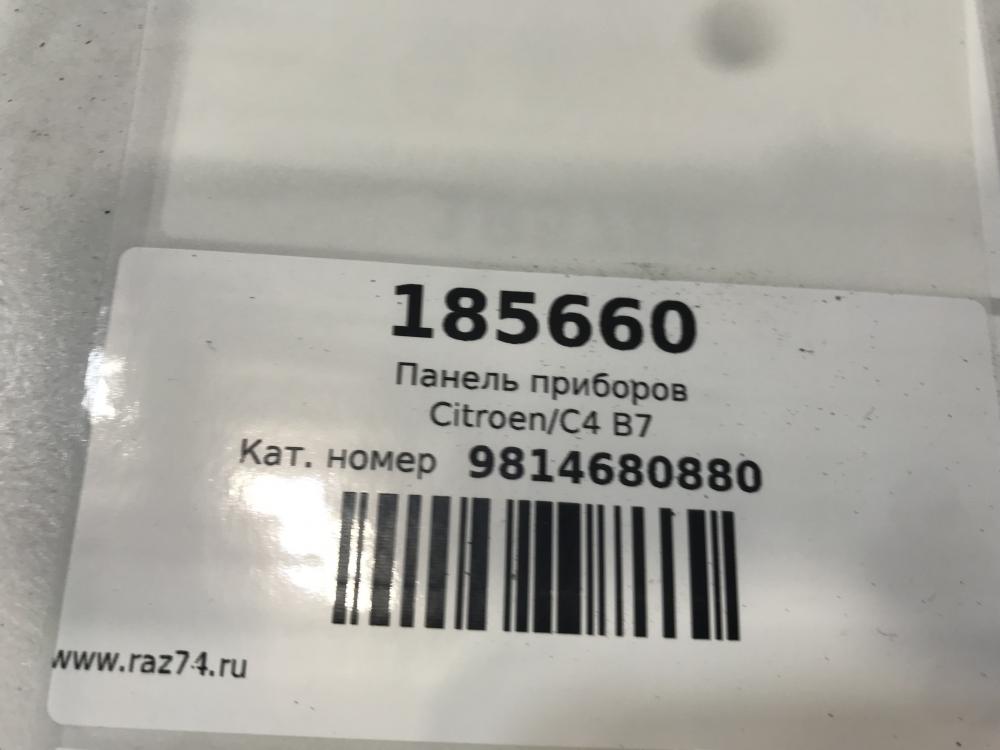 185660
Панель приборов
Citroen/C4 B7
Кат. номер 9814680880
www.raz74.ru